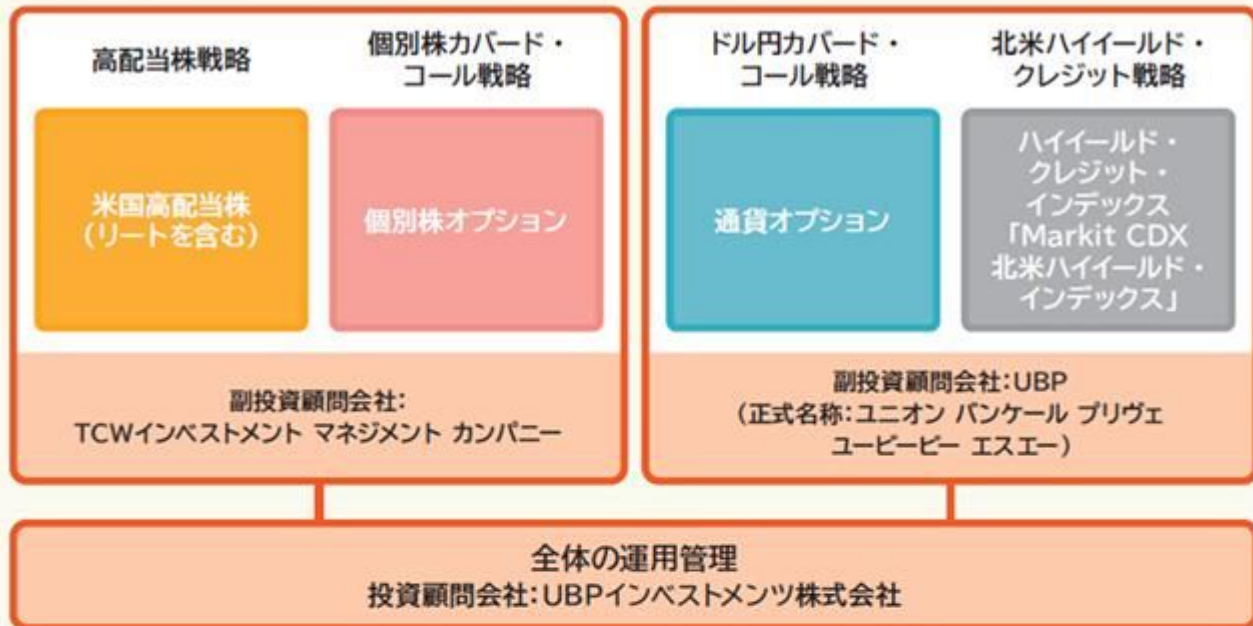 高配当株戦略
個別株カバード・
コール戦略
米国高配当株
(リートを含む)
個別株オプション
副投資顧問会社：
TCWインベストメント マネジメント カンパニー
ドル円カバード・
コール戦略
北米ハイイールド・
クレジット戦略
通貨オプション
ハイイールド・
クレジット・
インデックス
「Markit CDX
北米ハイイールド・
インデックス」
副投資顧問会社：UBP
(正式名称：ユニオン バンケール プリヴェ
ユービーピー エスエー)
全体の運用管理
投資顧問会社：UBPインベストメンツ株式会社